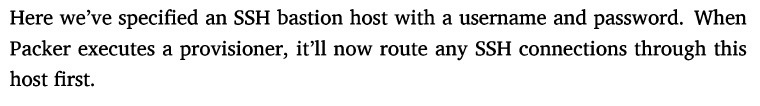 Here we’ve specified an SSH bastion host with a username and password. When
Packer executes a provisioner, it’ll now route any SSH connections through this
host first.